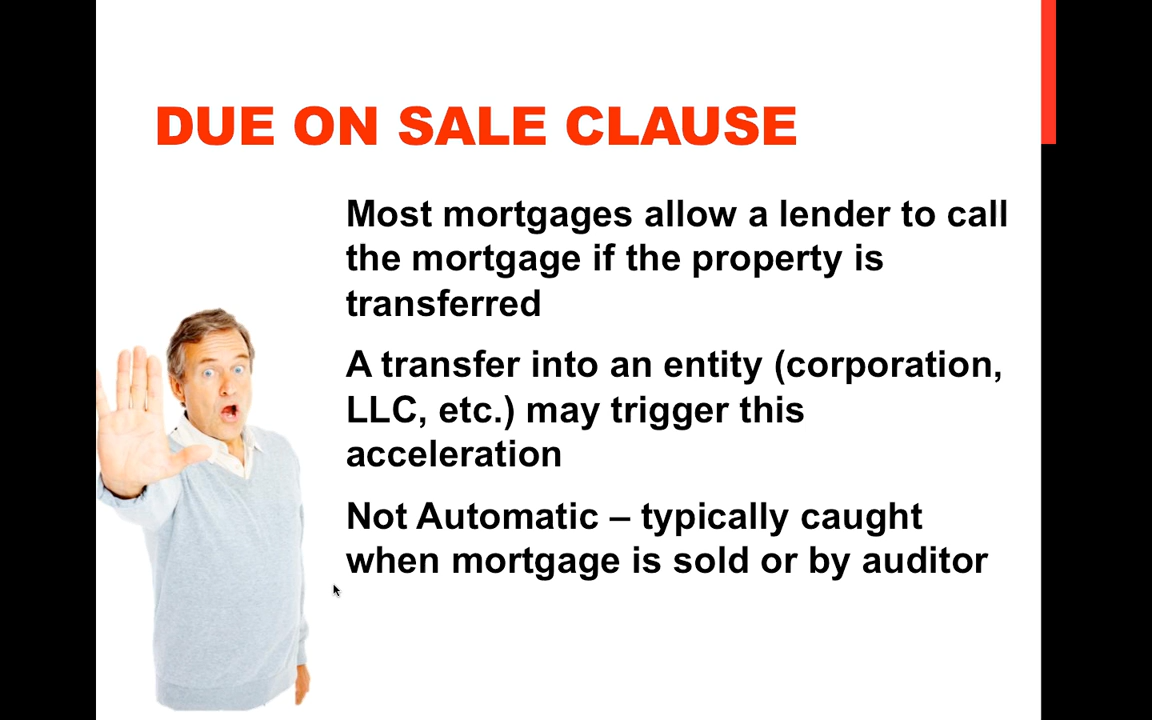 DUE ON SALE CLAUSE
Most mortgages allow a lender to call
the mortgage if the property is
transferred
A transfer into an entity (corporation,
LLC, etc.) may trigger this
acceleration
Not Automatic – typically caught
when mortgage is sold or by auditor